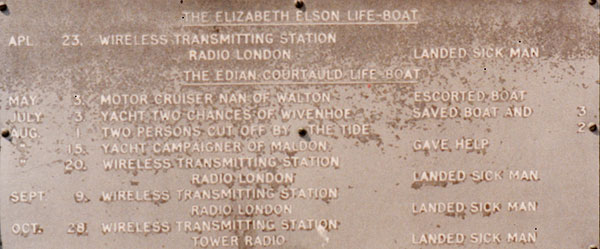 THE ELIZABETH ELSON LIFE-BOAT
APL. 23. WIRELESS TRANSMITTING STATION
RADIO LONDON LANDED SICK MAN
THE EDIAN COURTAULD LIFE-BOAT
MAY 3. MOTOR CRUISER NAN OF WALTON ESCORTED BOAT
JULY 3 YACHT TWO CHANCES OF WIVENHOE SAVED BOAT AND 3
AUG. 1 TWO PERSONS CUT OFF BY THE TIDE 2
" 15. YACHT CAMPAIGNER OF MALDON. GAVE HELP
20. WIRELESS TRANSMITTING STATION
RADIO LONDON LANDED SICK MAN
SEPT 9. WIRELESS TRANSMITTING STATION
RADIO LONDON LANDED SICK MAN
OCT. 28. WIRELESS TRANSMITTING STATION
TOWER RADIO LANDED SICK MAN